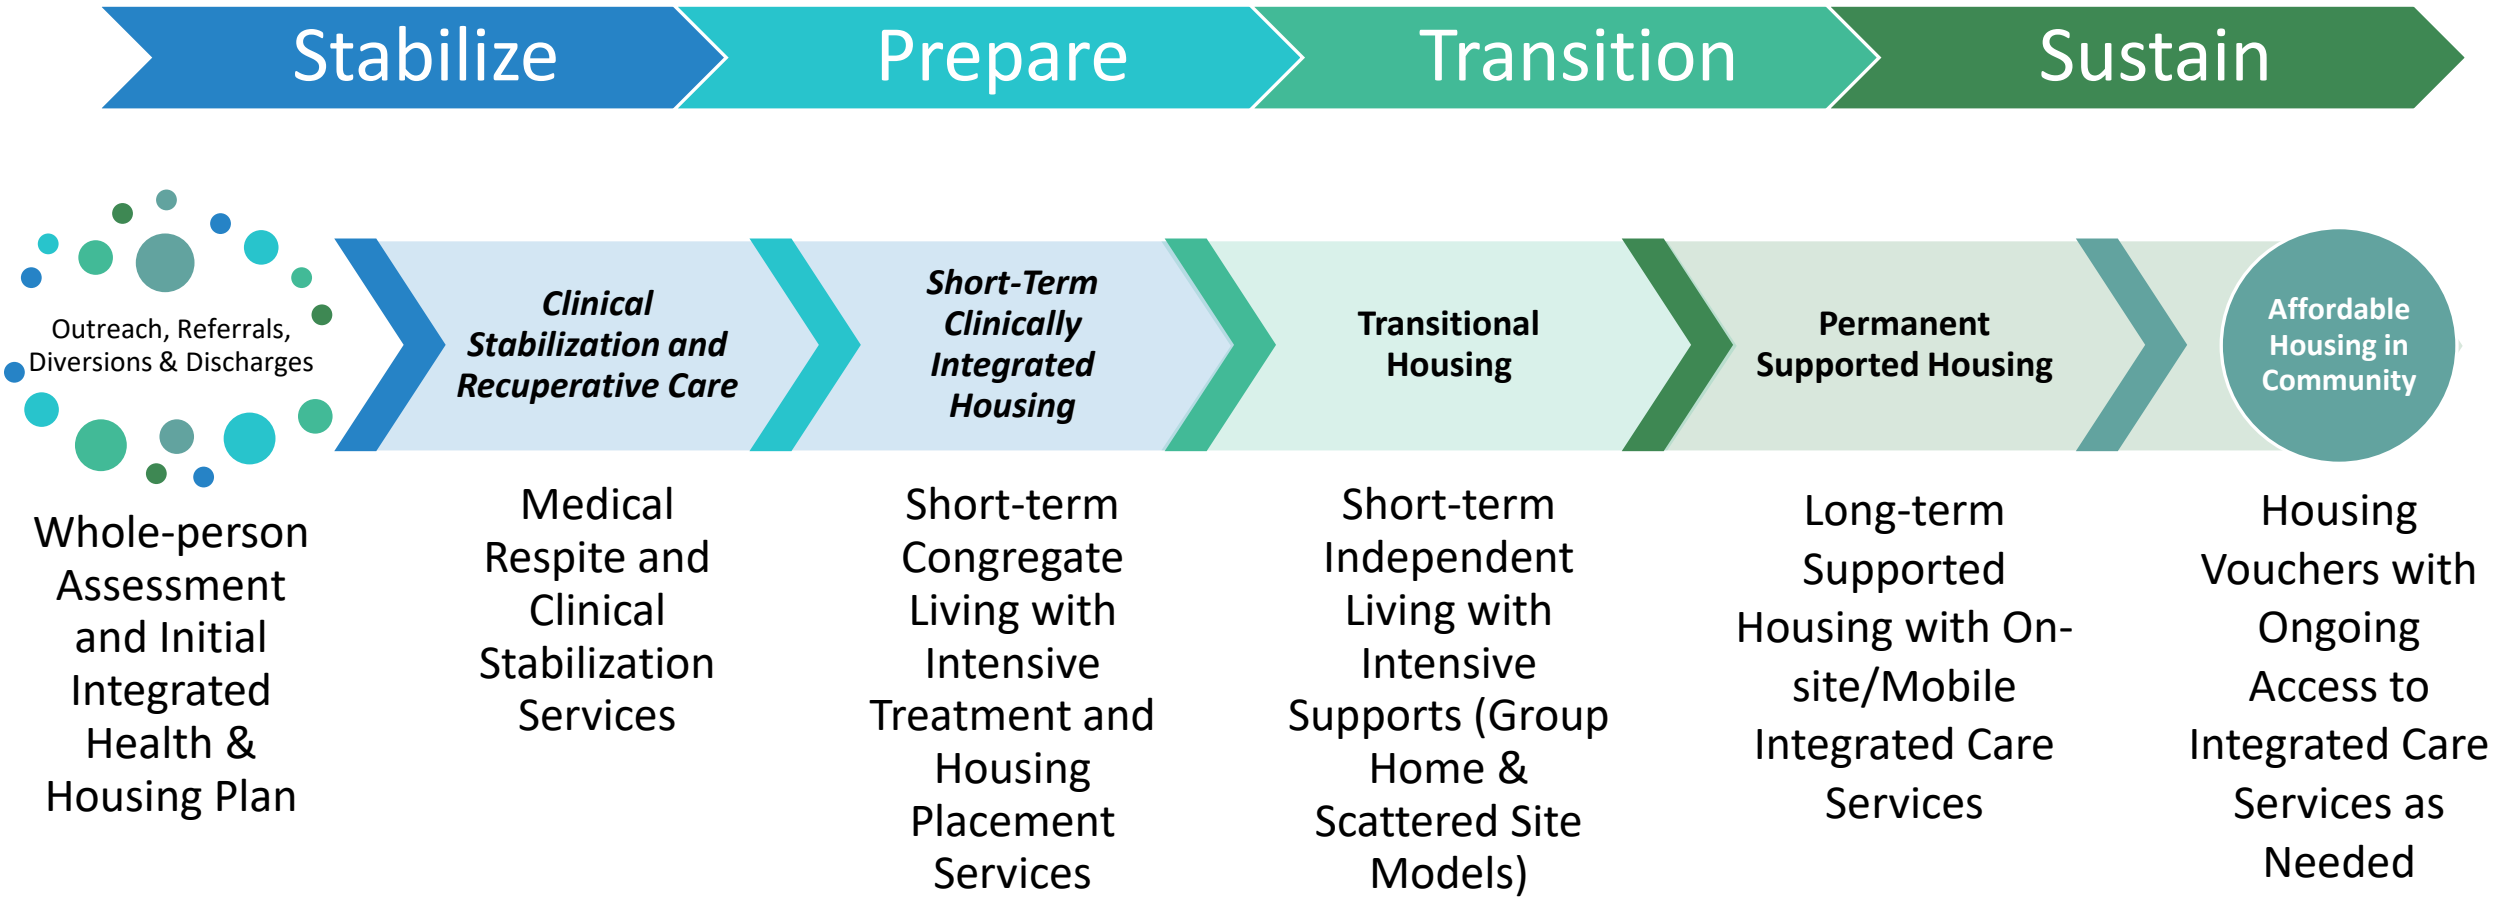 Stabilize
Prepare
Transition
Sustain
Outreach, Referrals,
Diversions & Discharges
Clinical
Stabilization and
Recuperative Care
Short-Term
Clinically
Integrated
Housing
Transitional
Housing
Permanent
Supported Housing
Affordable
Housing in
Community
Whole-person
Assessment
and Initial
Integrated
Health &
Housing Plan
Medical
Respite and
Clinical
Stabilization
Services
Short-term
Congregate
Living with
Intensive
Treatment and
Housing
Placement
Services
Short-term
Independent
Living with
Intensive
Supports (Group
Home &
Scattered Site
Models)
Long-term
Supported
Housing with On-
site/Mobile
Integrated Care
Services
Housing
Vouchers with
Ongoing
Access to
Integrated Care
Services as
Needed